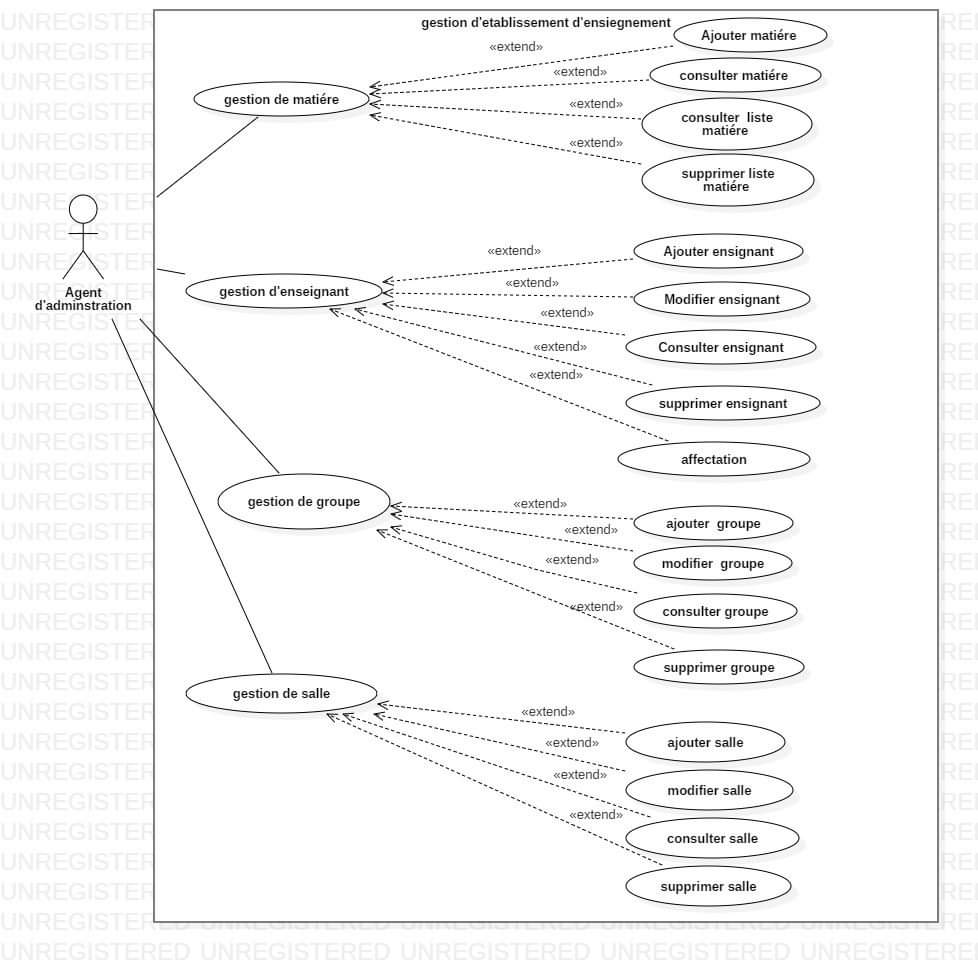 gestion d'etablissement d'ensiegnement
Ajouter matiére
«extend»
consulter matiére
«extend»
gestion de matiére
«extend»
consulter  liste
matiére
«extend»
supprimer liste
matiére
Agent
d'adminstration
Ajouter ensignant
«extend»
gestion d'enseignant
«extend»
Modifier ensignant
«extend»
Consulter ensignant
«extend»
supprimer ensignant
«extend»
affectation
gestion de groupe
«extend»
ajouter  groupe
«extend»
modifier  groupe
«extend»
consulter groupe
«extend»
supprimer groupe
gestion de salle
«extend»
ajouter salle
«extend»
modifier salle
«extend»
consulter salle
«extend»
supprimer salle
UNREGISTERED UNREGISTERED UNREGISTERED UNREGISTERED UNREGISTERED